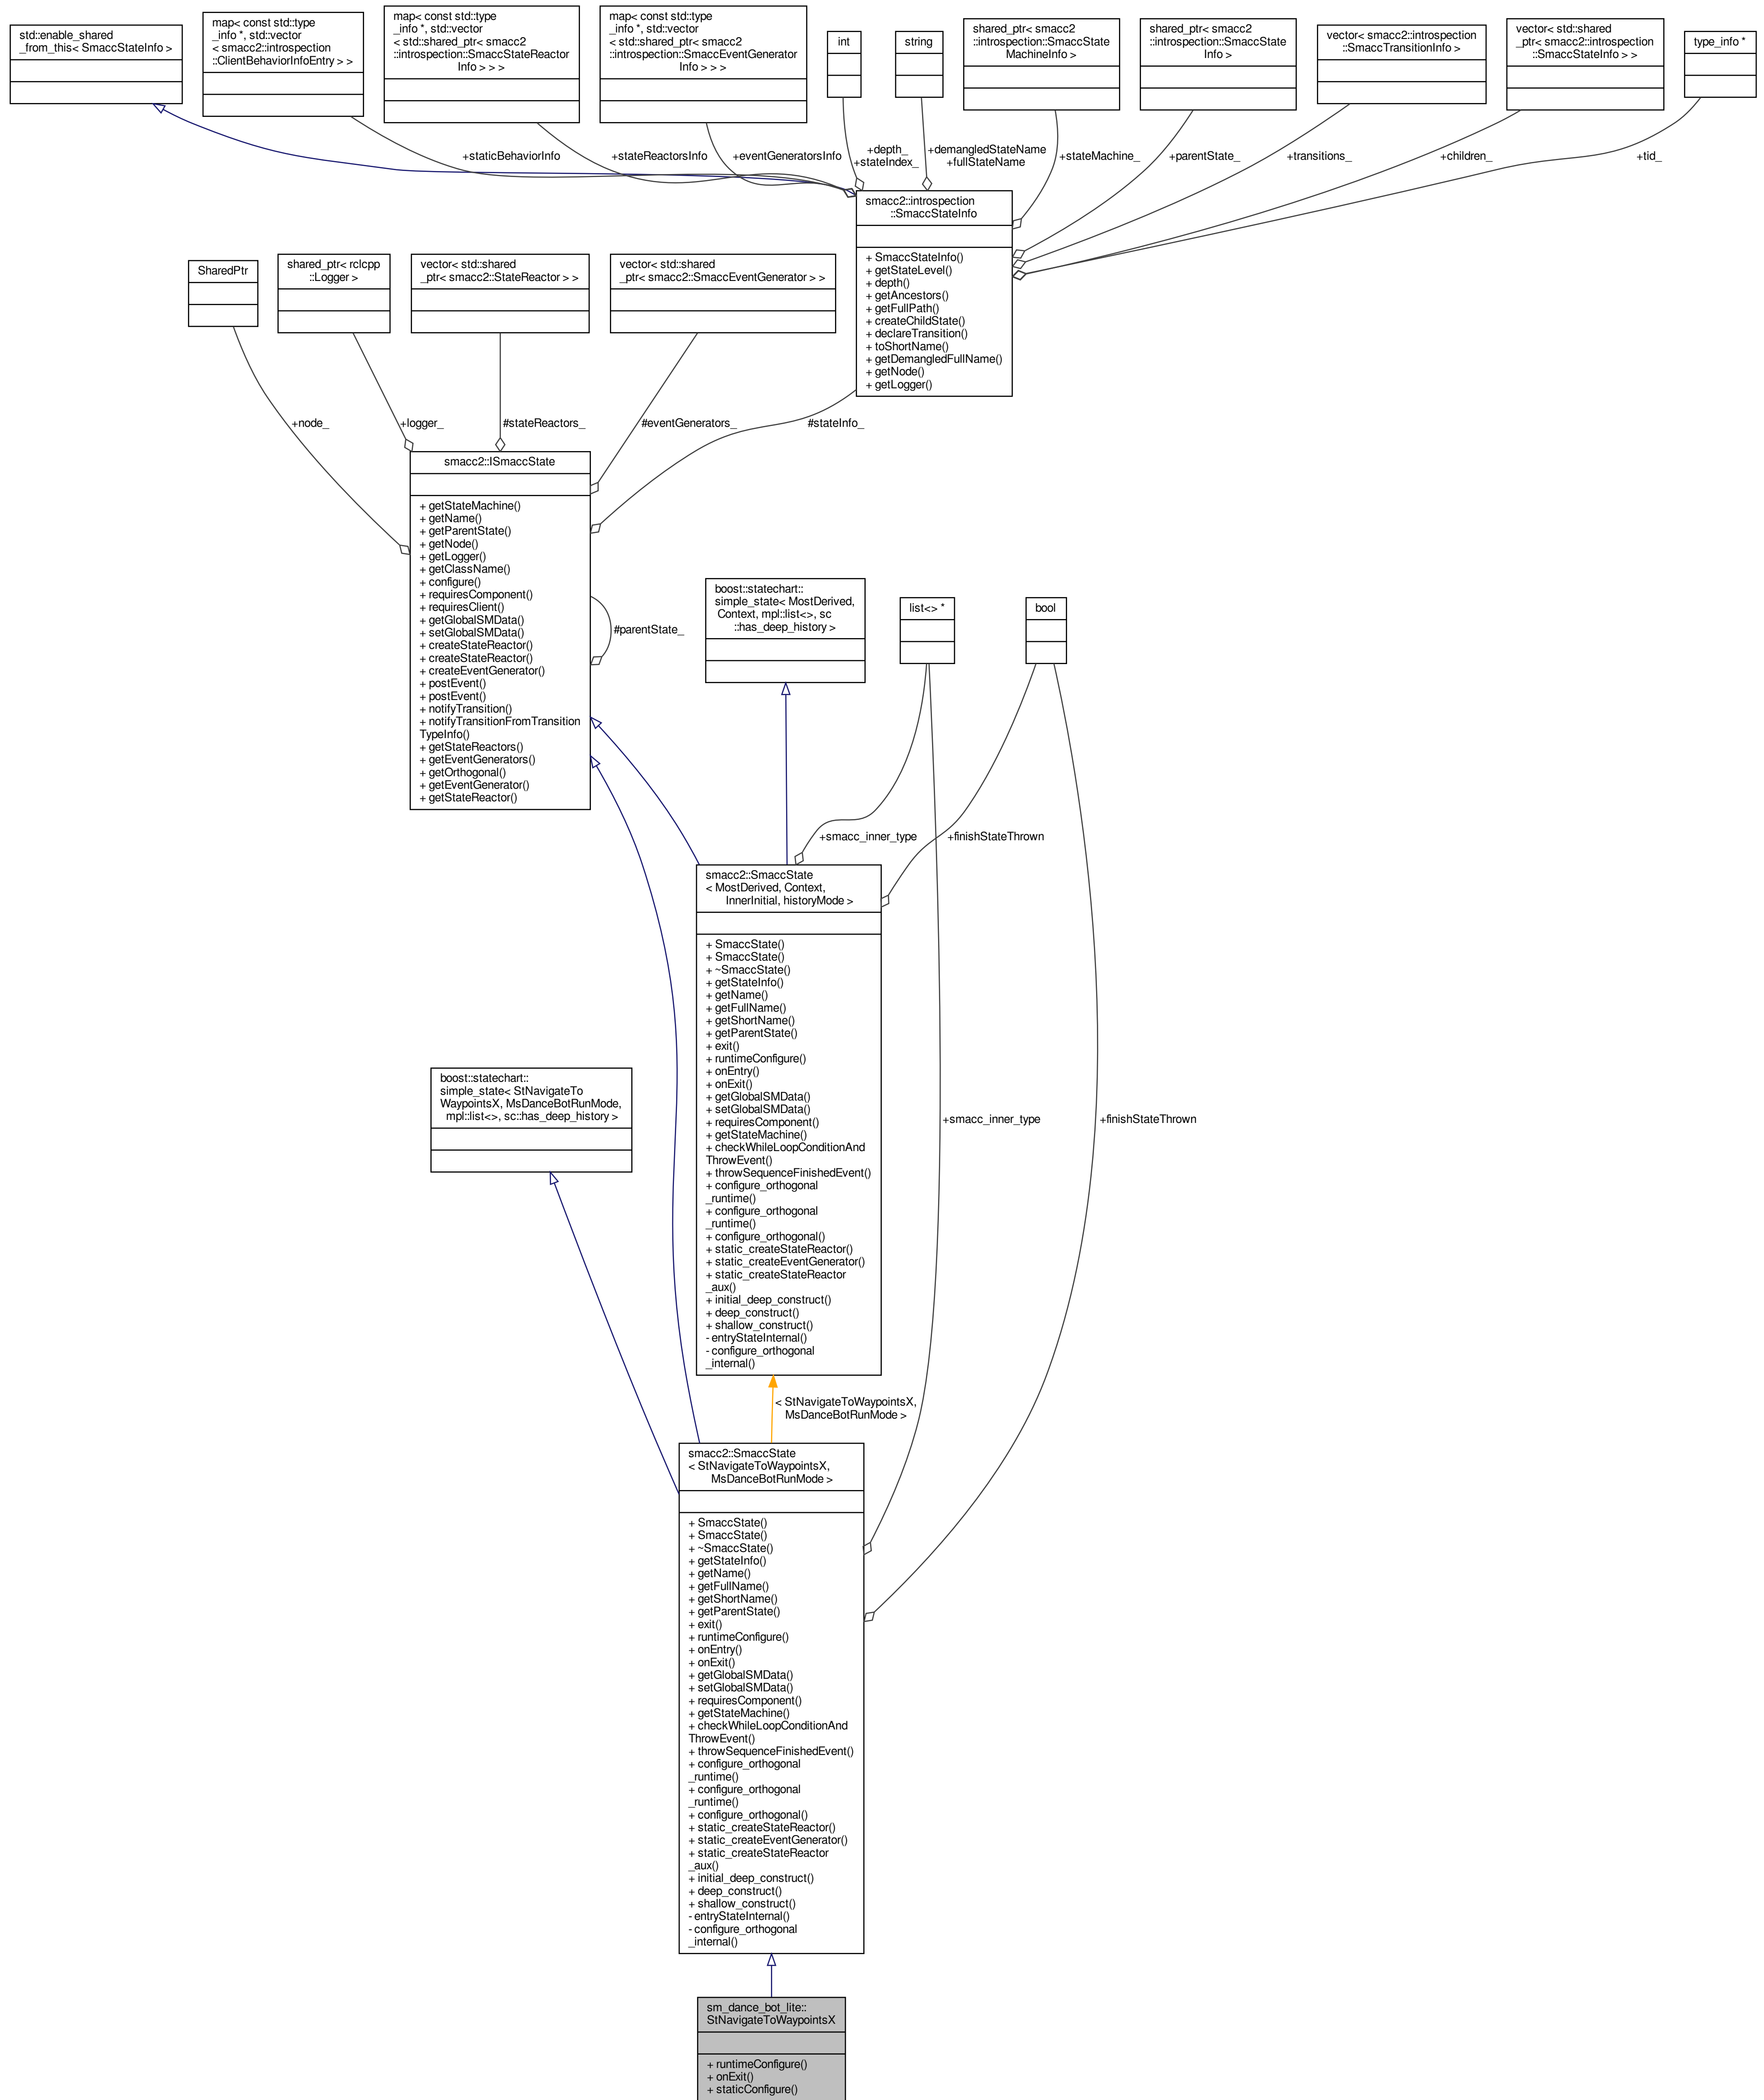 std::enable_shared
_from_this< SmaccStateInfo >
map< const std::type
_info *, std::vector
< smacc2::introspection
::ClientBehaviorInfoEntry > >
map< const std::type
_info *, std::vector
< std::shared_ptr< smacc2
::introspection::SmaccStateReactor
Info > > >
map< const std::type
_info *, std::vector
< std::shared_ptr< smacc2
::introspection::SmaccEventGenerator
Info > > >
int
string
shared_ptr< smacc2
::introspection::SmaccState
MachineInfo >
shared_ptr< smacc2
::introspection::SmaccState
Info >
vector< smacc2::introspection
::SmaccTransitionInfo >
vector< std::shared
_ptr< smacc2::introspection
::SmaccStateInfo > >
type_info *
+staticBehaviorInfo
+stateReactorsInfo
+eventGeneratorsInfo
+depth_
+stateIndex_
+demangledStateName
+fullStateName
+stateMachine_
+parentState_
+transitions_
+children_
+tid_
smacc2::introspection
::SmaccStateInfo
+ SmaccStateInfo()
+ getStateLevel()
+ depth()
+ getAncestors()
+ getFullPath()
+ createChildState()
+ declareTransition()
+ toShortName()
+ getDemangledFullName()
+ getNode()
+ getLogger()
SharedPtr
shared_ptr< rclcpp
::Logger >
vector< std::shared
_ptr< smacc2::StateReactor > >
vector< std::shared
_ptr< smacc2::SmaccEventGenerator > >
+node_
+logger_
#stateReactors_
#eventGenerators_
#stateInfo_
smacc2::ISmaccState
+ getStateMachine()
+ getName()
+ getParentState()
+ getNode()
+ getLogger()
+ getClassName()
+ configure()
+ requiresComponent()
+ requiresClient()
+ getGlobalSMData()
+ setGlobalSMData()
+ createStateReactor()
+ createStateReactor()
+ createEventGenerator()
+ postEvent()
+ postEvent()
+ notifyTransition()
+ notifyTransitionFromTransition
TypeInfo()
+ getStateReactors()
+ getEventGenerators()
+ getOrthogonal()
+ getEventGenerator()
+ getStateReactor()
#parentState_
boost::statechart::
simple_state< MostDerived,
Context, mpl::list<>, sc
::has_deep_history >
list<> *
bool
+smacc_inner_type
+finishStateThrown
smacc2::SmaccState
< MostDerived, Context,
InnerInitial, historyMode >
+ SmaccState()
+ SmaccState()
+ ~SmaccState()
+ getStateInfo()
+ getName()
+ getFullName()
+ getShortName()
+ getParentState()
+ exit()
+ runtimeConfigure()
+ onEntry()
+ onExit()
+ getGlobalSMData()
+ setGlobalSMData()
+ requiresComponent()
+ getStateMachine()
+ checkWhileLoopConditionAnd
ThrowEvent()
+ throwSequenceFinishedEvent()
+ configure_orthogonal
_runtime()
+ configure_orthogonal
_runtime()
+ configure_orthogonal()
+ static_createStateReactor()
+ static_createEventGenerator()
+ static_createStateReactor
_aux()
+ initial_deep_construct()
+ deep_construct()
+ shallow_construct()
- entryStateInternal()
- configure_orthogonal
_internal()
boost::statechart::
simple_state< StNavigateTo
WaypointsX, MsDanceBotRunMode,
mpl::list<>, sc::has_deep_history >
+smacc_inner_type
+finishStateThrown
< StNavigateToWaypointsX,
MsDanceBotRunMode >
smacc2::SmaccState
< StNavigateToWaypointsX,
MsDanceBotRunMode >
+ SmaccState()
+ SmaccState()
+ ~SmaccState()
+ getStateInfo()
+ getName()
+ getFullName()
+ getShortName()
+ getParentState()
+ exit()
+ runtimeConfigure()
+ onEntry()
+ onExit()
+ getGlobalSMData()
+ setGlobalSMData()
+ requiresComponent()
+ getStateMachine()
+ checkWhileLoopConditionAnd
ThrowEvent()
+ throwSequenceFinishedEvent()
+ configure_orthogonal
_runtime()
+ configure_orthogonal
_runtime()
+ configure_orthogonal()
+ static_createStateReactor()
+ static_createEventGenerator()
+ static_createStateReactor
_aux()
+ initial_deep_construct()
+ deep_construct()
+ shallow_construct()
- entryStateInternal()
- configure_orthogonal
_internal()
sm_dance_bot_lite::
StNavigateToWaypointsX
+ runtimeConfigure()
+ onExit()
+ staticConfigure()